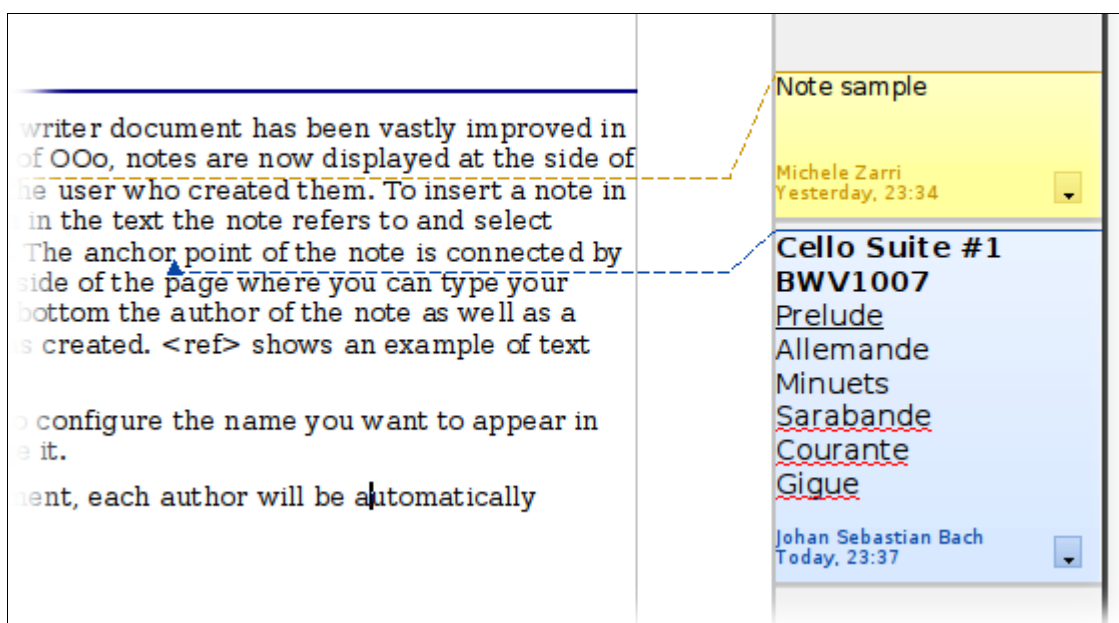 writer document has been vastly improved in
of OOo, notes are now displayed at the side of
he user who created them. To insert a note in
in the text the note refers to and select
The anchor point of the note is connected by
side of the page where you can type your
bottom the author of the note as well as a
s created. <ref> shows an example of text
o configure the name you want to appear in
e it.
ment, each author will be automatically
Note sample
Michele Zarri
Yesterday, 23:34
Cello Suite #1
BWV1007
Prelude
Allemande
Minuets
Sarabande
Courante
Gigue
Johan Sebastian Bach
Today, 23:37